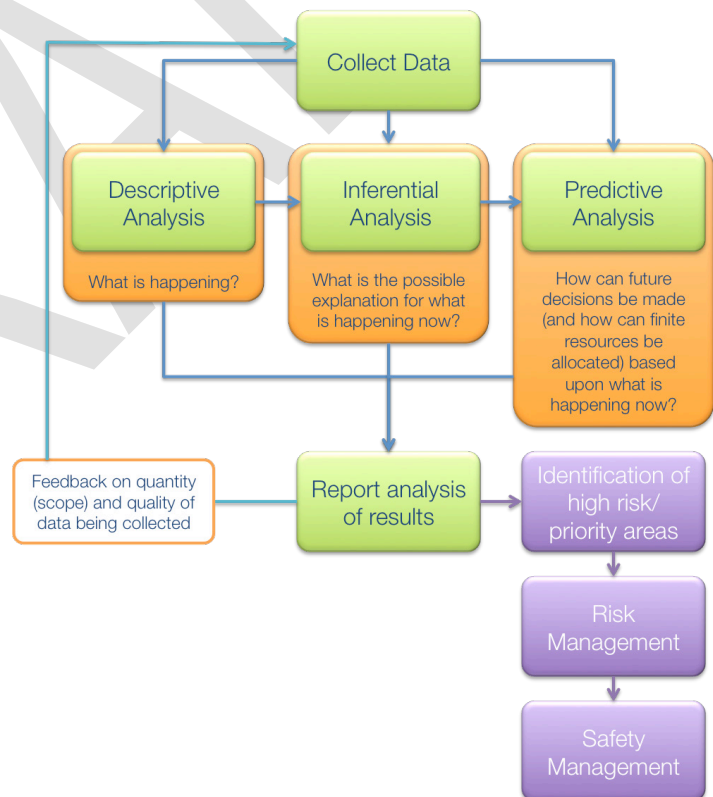 Collect Data
Descriptive
Analysis
What is happening?
Inferential
Analysis
What is the possible
explanation for what
is happening now?
Predictive
Analysis
How can future
decisions be made
(and how can finite
resources be
allocated) based
upon what is
happening now?
Feedback on quantity
(scope) and quality of
data being collected
Report analysis
of results
Identification of
high risk/
priority areas
Risk
Management
Safety
Management